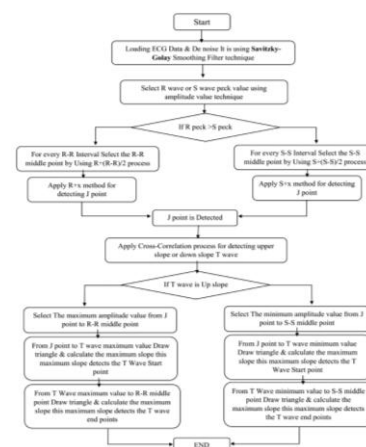 Start
Loading ECG Data & De noise It is using Savitzky-
Golay Smoothing Filter technique
Select R wave or S wave peck value using
amplitude value technique
If R peck >S peck
For every R-R Interval Select the R-R
middle point by Using R=(R-R)/2 process
For every S-S Interval Select the S-S
middle point by Using S=(S-S)/2 process
Apply R+x method for
detecting J point
Apply S+x method for detecting
J point
J point is Detected
Apply Cross-Correlation process for detecting upper
slope or down slope T wave
If T wave is Up slope
Select The maximum amplitude value from J
point to R-R middle point
Select The minimum amplitude value from J
point to S-S middle point
From J point to T wave maximum value Draw
triangle & calculate the maximum slope this
maximum slope detects the T Wave Start
point
From J point to T wave minimum value
Draw triangle & calculate the maximum
slope this maximum slope detects the T
Wave Start point
From T Wave maximum value to R-R middle
point Draw triangle & calculate the maximum
slope this maximum slope detects the T wave
end points
From T Wave minimum value to S-S middle
point Draw triangle & calculate the maximum
slope this maximum slope detects the T wave
end points
END